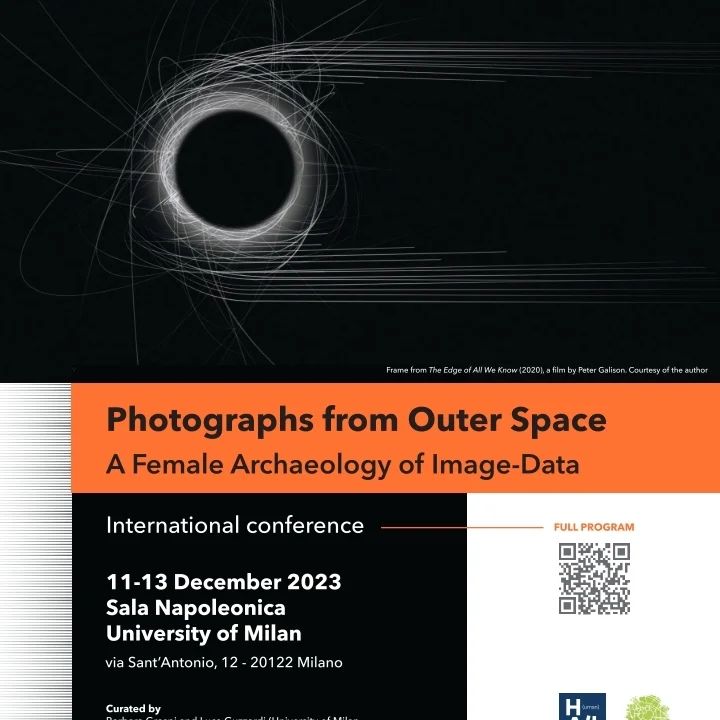 Frame from The Edge of All We Know (2020), a film by Peter Galison. Courtesy of the author
Photographs from Outer Space
A Female Archaeology of Image-Data
International conference
FULL PROGRAM
11-13 December 2023
Sala Napoleonica
University of Milan
via Sant’Antonio, 12 - 20122 Milano
Curated by